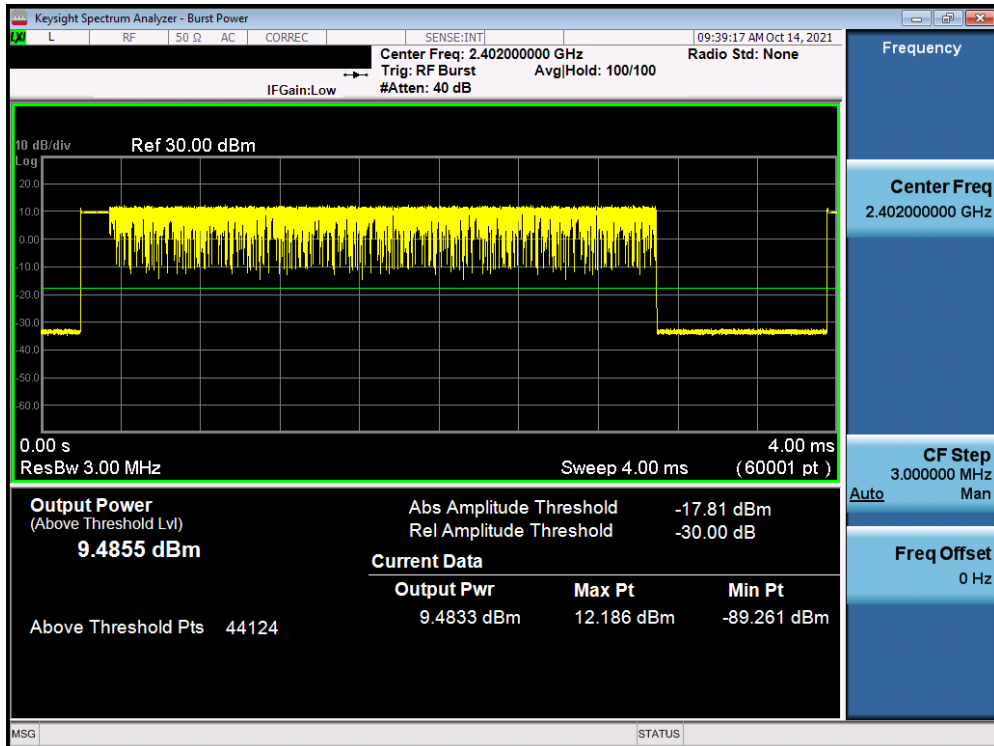 Keysight Spectrum Analyzer - Burst Power
LXI L RF 50 Ω AC CORREC SENSE:INT 09:39:17 AM Oct 14, 2021
Center Freq: 2.402000000 GHz Radio Std: None
Trig: RF Burst Avg|Hold: 100/100
IFGain:Low #Atten: 40 dB
Frequency
10 dB/div Ref 30.00 dBm
Log
20.0
10.0
0.00
-10.0
-20.0
-30.0
-40.0
-50.0
-60.0
Center Freq
2.402000000 GHz
0.00 s 4.00 ms
ResBw 3.00 MHz Sweep 4.00 ms (60001 pt)
CF Step
3.000000 MHz
Auto Man
Output Power
(Above Threshold Lvl)
9.4855 dBm
Above Threshold Pts 44124
Abs Amplitude Threshold -17.81 dBm
Rel Amplitude Threshold -30.00 dB
Current Data
Output Pwr Max Pt Min Pt
9.4833 dBm 12.186 dBm -89.261 dBm
Freq Offset
0 Hz
MSG STATUS